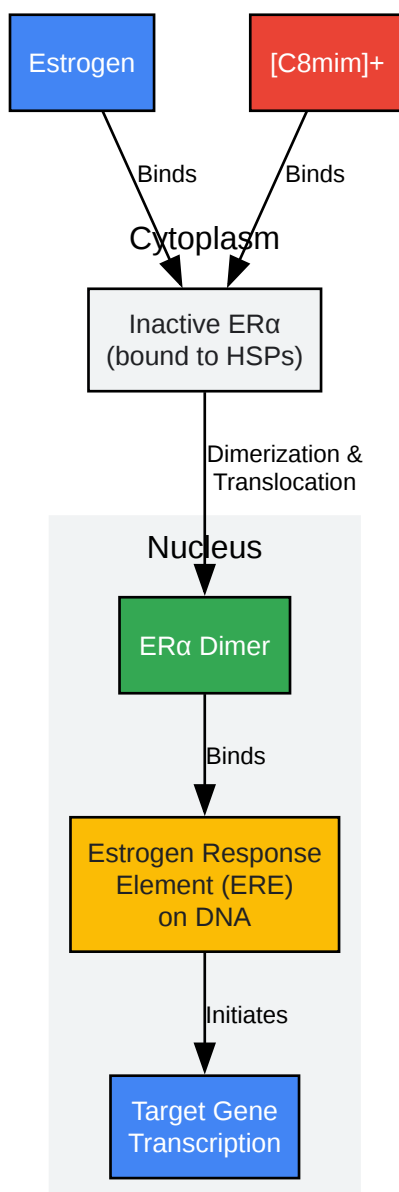 Estrogen
[C8mim]+
Binds
Binds
Cytoplasm
Inactive ERα
(bound to HSPs)
Dimerization &
Translocation
Nucleus
ERα Dimer
Binds
Estrogen Response
Element (ERE)
on DNA
Initiates
Target Gene
Transcription